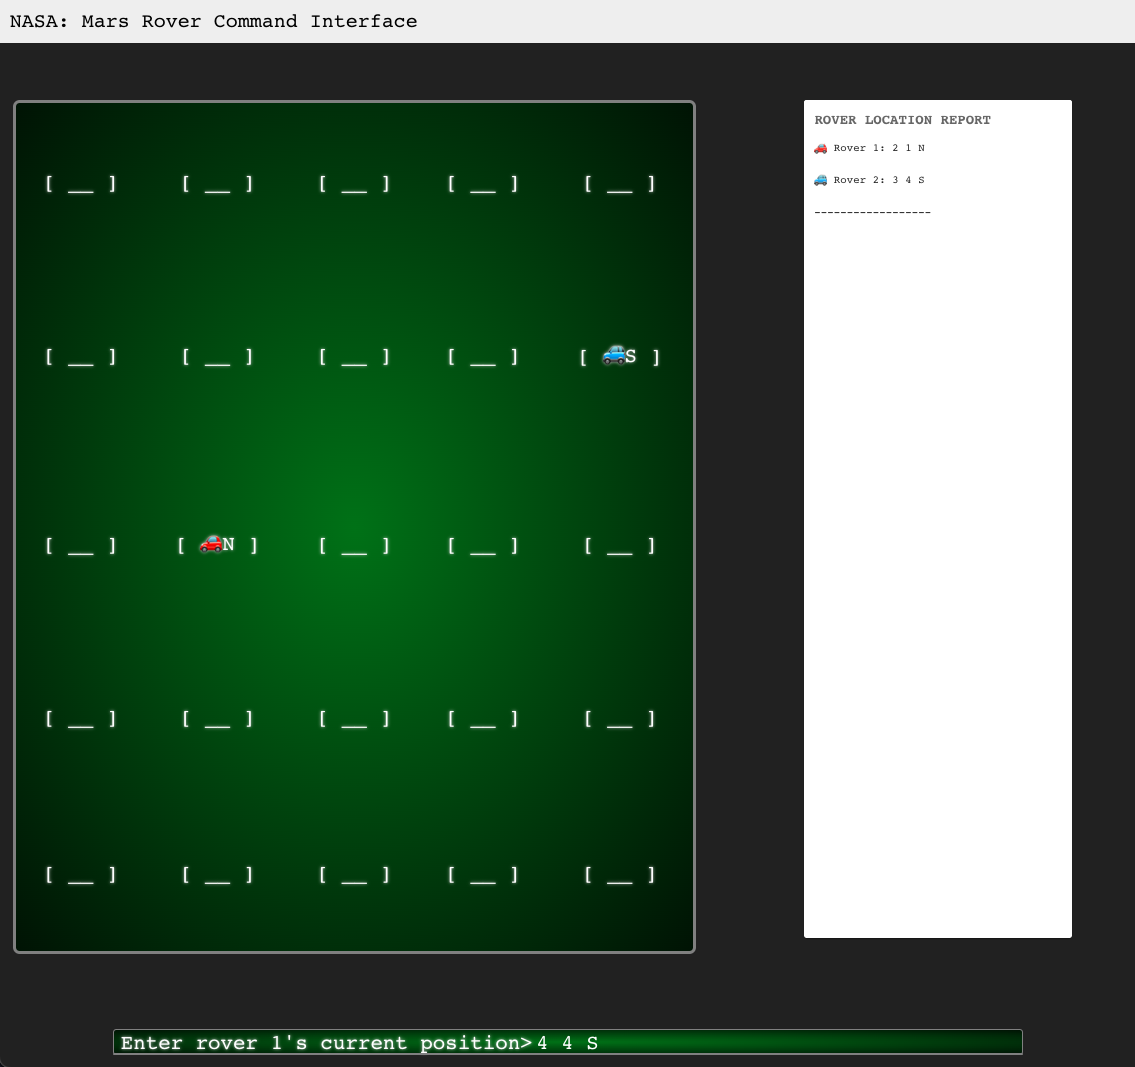 NASA: Mars Rover Command Interface
ROVER LOCATION REPORT
Rover 1: 2 1 N
Rover 2: 3 4 S
------------------
[ __ ] [ __ ] [ __ ] [ __ ] [ __ ]
[ __ ] [ __ ] [ __ ] [ __ ] [ S ]
[ __ ] [ N ] [ __ ] [ __ ] [ __ ]
[ __ ] [ __ ] [ __ ] [ __ ] [ __ ]
[ __ ] [ __ ] [ __ ] [ __ ] [ __ ]
Enter rover 1's current position> 4 4 S